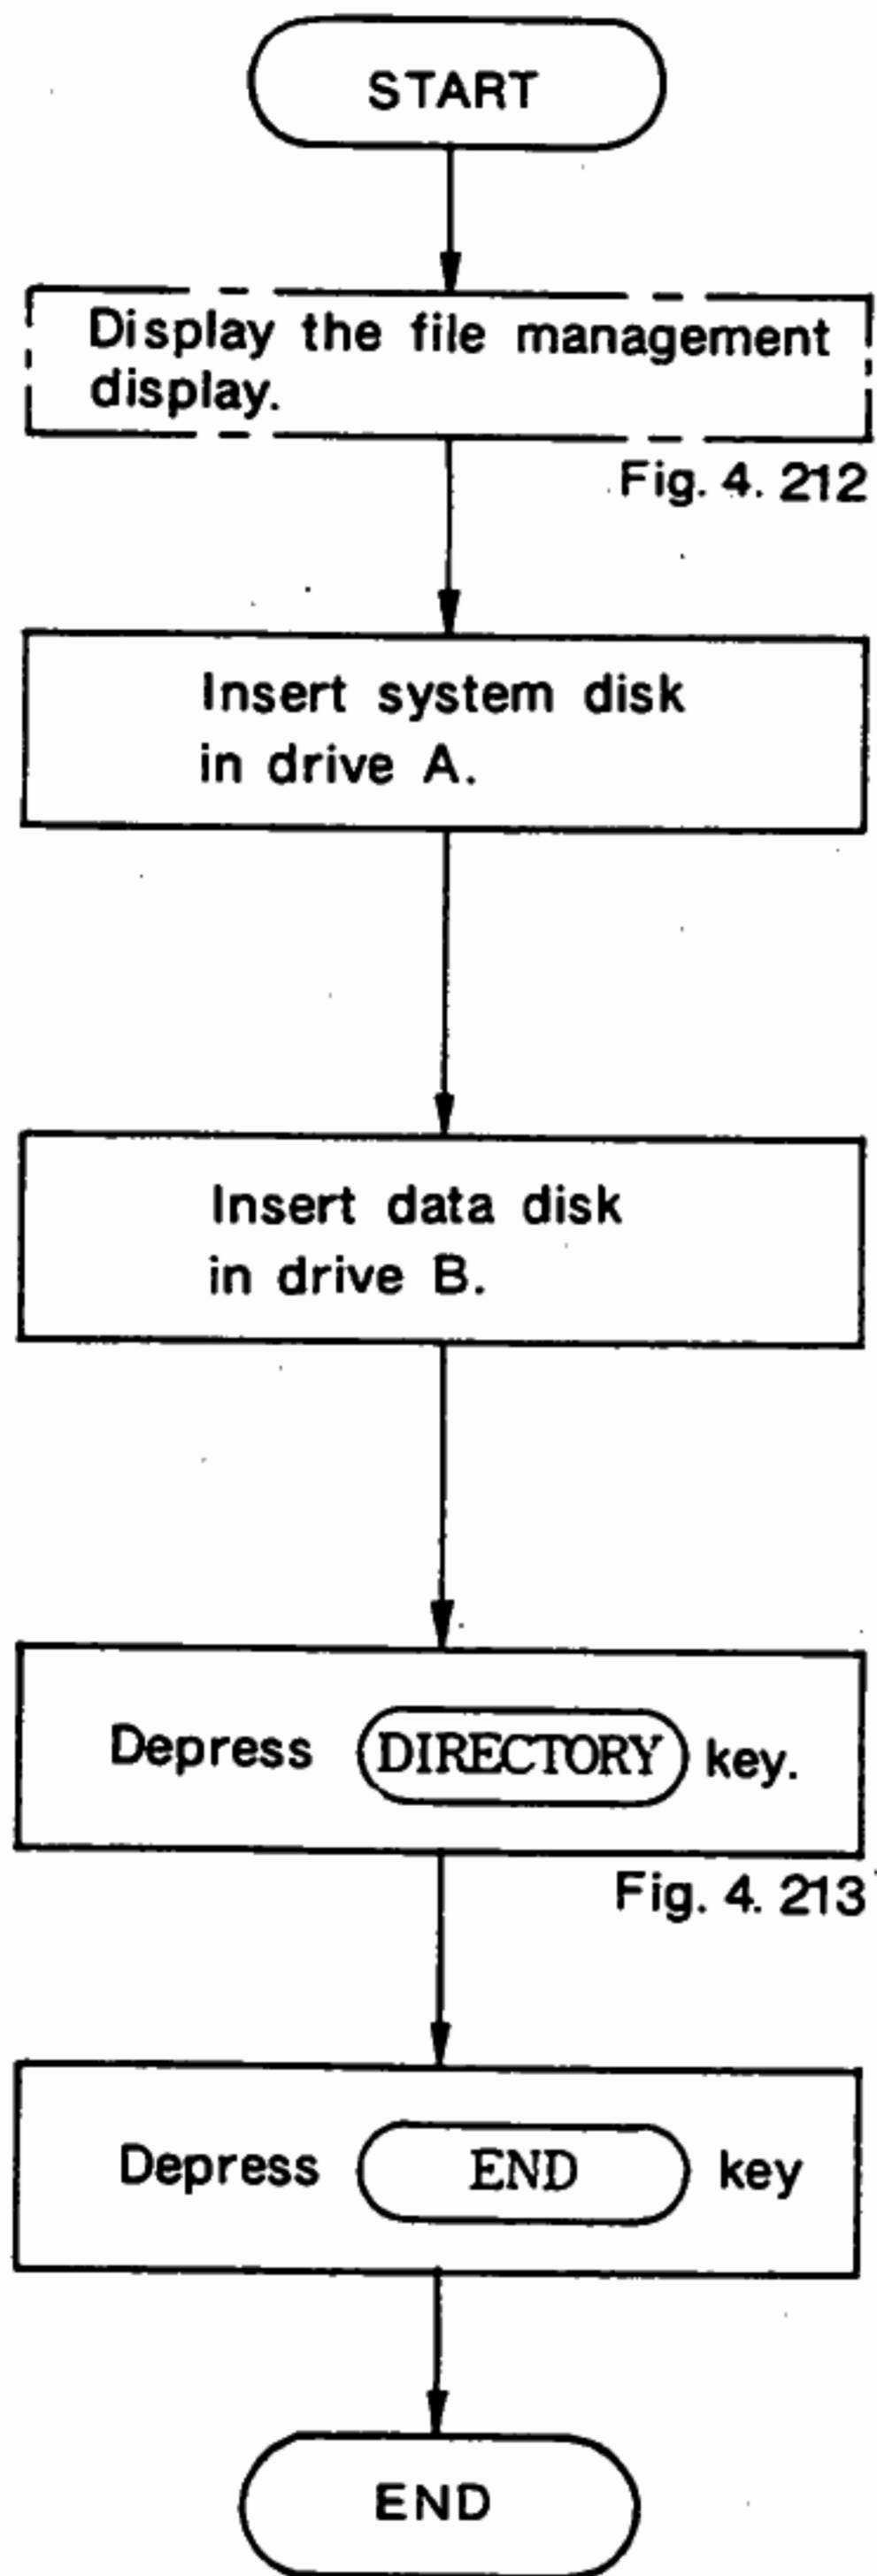 START
Display the file management
display.
Fig. 4. 212
Insert system disk
in drive A.
Insert data disk
in drive B.
Depress DIRECTORY key.
Fig. 4. 213
Depress END key
END